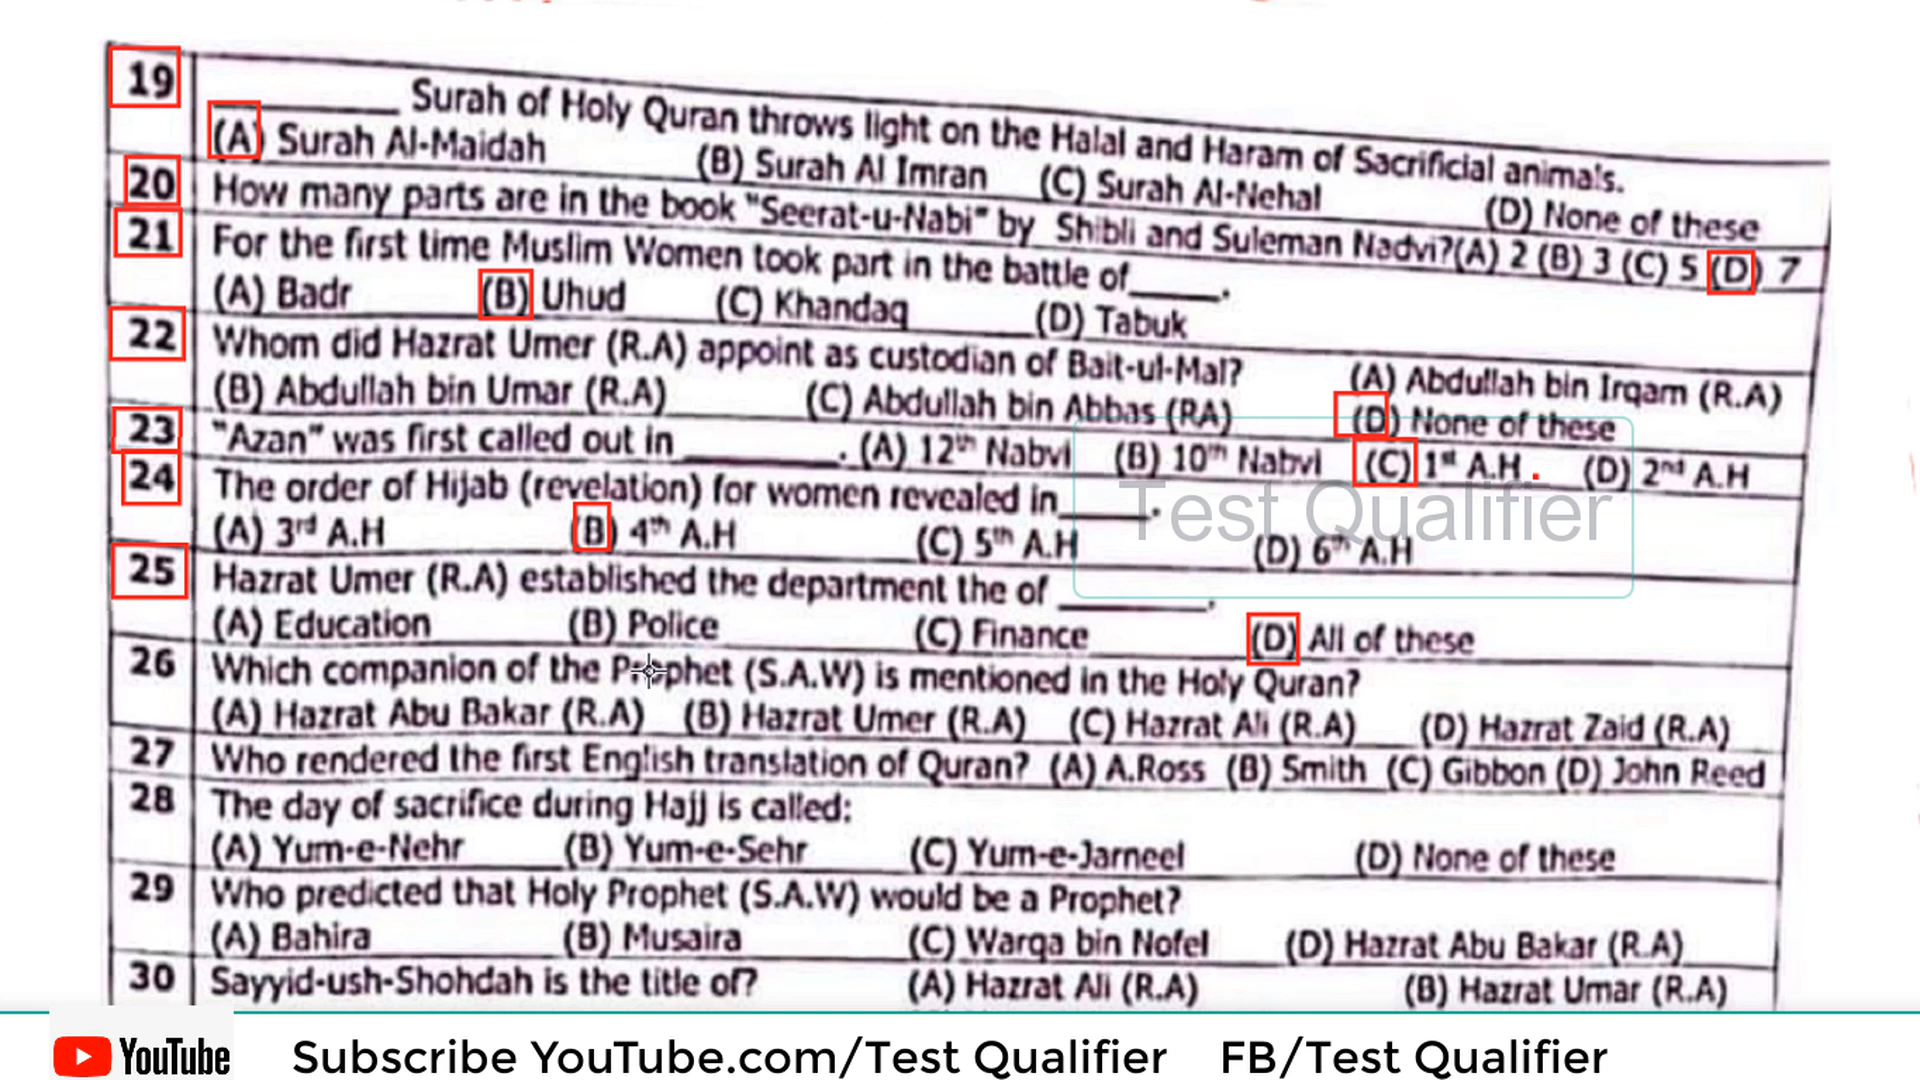 19 ________ Surah of Holy Quran throws light on the Halal and Haram of Sacrificial animals.
(A) Surah Al-Maidah (B) Surah Al Imran (C) Surah Al-Nehal (D) None of these
20 How many parts are in the book "Seerat-u-Nabi" by Shibli and Suleman Nadvi?(A) 2 (B) 3 (C) 5 (D) 7
21 For the first time Muslim Women took part in the battle of_____.
(A) Badr (B) Uhud (C) Khandaq (D) Tabuk
22 Whom did Hazrat Umer (R.A) appoint as custodian of Bait-ul-Mal? (A) Abdullah bin Irqam (R.A)
(B) Abdullah bin Umar (R.A) (C) Abdullah bin Abbas (RA) (D) None of these
23 "Azan" was first called out in ________. (A) 12th Nabvi (B) 10th Nabvi (C) 1st A.H. (D) 2nd A.H
24 The order of Hijab (revelation) for women revealed in_____.
Test Qualifier
(A) 3rd A.H (B) 4th A.H (C) 5th A.H (D) 6th A.H
25 Hazrat Umer (R.A) established the department the of ________.
(A) Education (B) Police (C) Finance (D) All of these
26 Which companion of the Prophet (S.A.W) is mentioned in the Holy Quran?
(A) Hazrat Abu Bakar (R.A) (B) Hazrat Umer (R.A) (C) Hazrat Ali (R.A) (D) Hazrat Zaid (R.A)
27 Who rendered the first English translation of Quran? (A) A.Ross (B) Smith (C) Gibbon (D) John Reed
28 The day of sacrifice during Hajj is called:
(A) Yum-e-Nehr (B) Yum-e-Sehr (C) Yum-e-Jarneel (D) None of these
29 Who predicted that Holy Prophet (S.A.W) would be a Prophet?
(A) Bahira (B) Musaira (C) Warqa bin Nofel (D) Hazrat Abu Bakar (R.A)
30 Sayyid-ush-Shohdah is the title of? (A) Hazrat Ali (R.A) (B) Hazrat Umar (R.A)
YouTube Subscribe YouTube.com/Test Qualifier FB/Test Qualifier